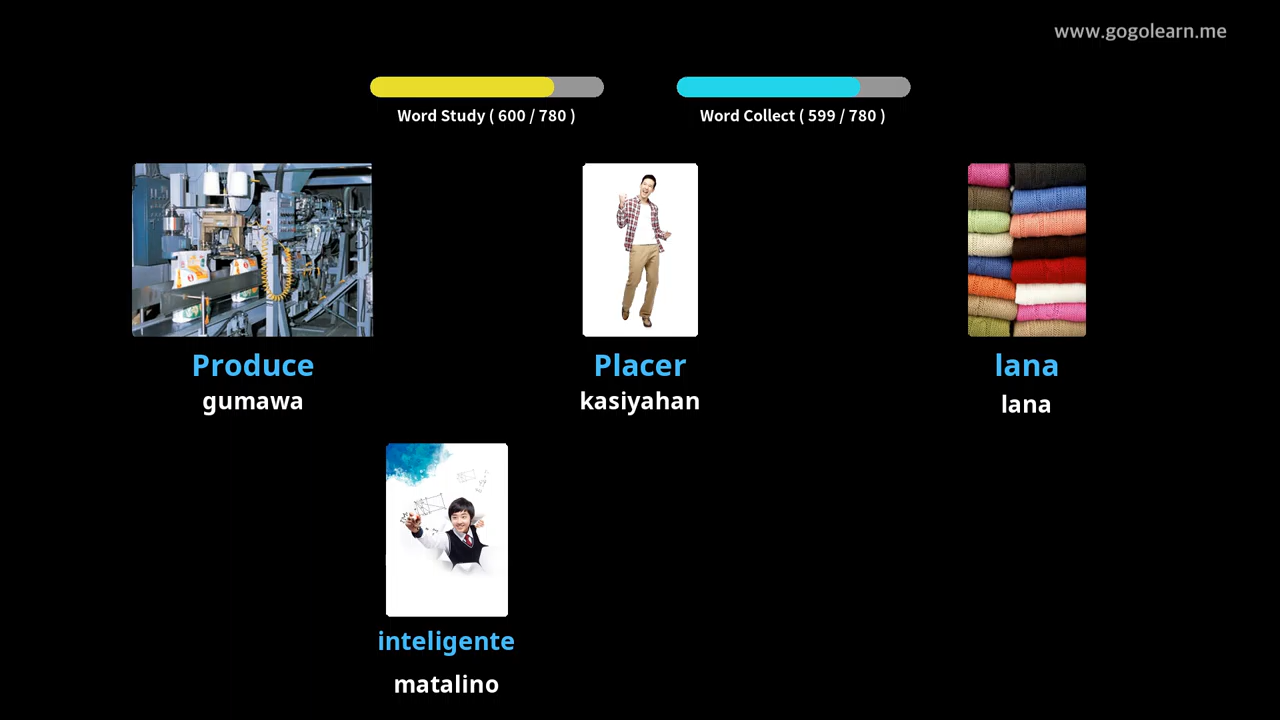 www.gogolearn.me
Word Study ( 600 / 780 )
Word Collect ( 599 / 780 )
Produce
gumawa
Placer
kasiyahan
lana
lana
inteligente
matalino